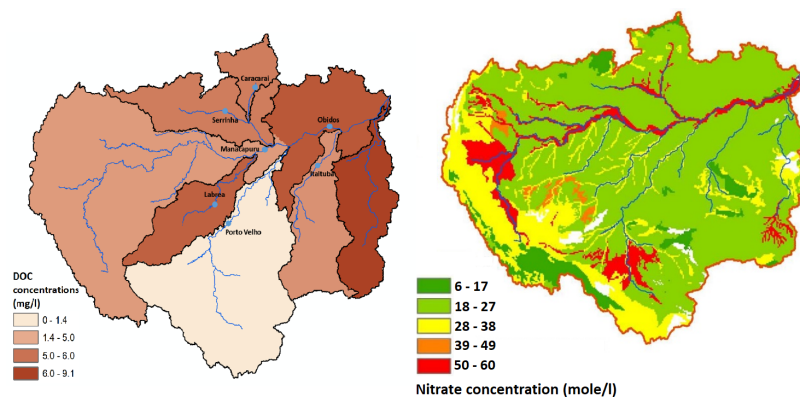 Caracarai
Serrinha
Obidos
Manacapuru
Itaituba
Labrea
Porto Velho
DOC
concentrations
(mg/l)
0 - 1.4
1.4 - 5.0
5.0 - 6.0
6.0 - 9.1
6 - 17
18 - 27
28 - 38
39 - 49
50 - 60
Nitrate concentration (mole/l)